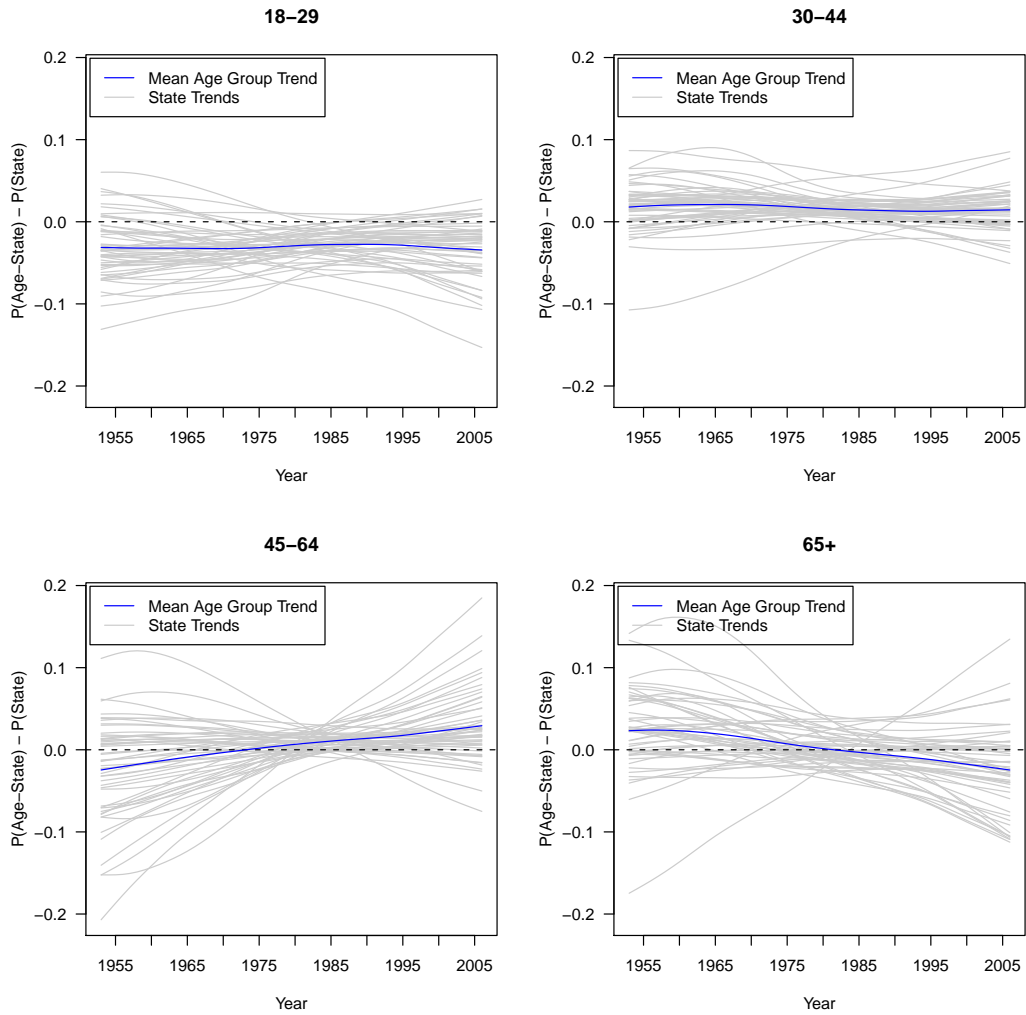 18−29
Mean Age Group Trend
State Trends
P(Age−State) − P(State)
0.2
0.1
0.0
−0.1
−0.2
1955 1965 1975 1985 1995 2005
Year
30−44
Mean Age Group Trend
State Trends
P(Age−State) − P(State)
0.2
0.1
0.0
−0.1
−0.2
1955 1965 1975 1985 1995 2005
Year
45−64
Mean Age Group Trend
State Trends
P(Age−State) − P(State)
0.2
0.1
0.0
−0.1
−0.2
1955 1965 1975 1985 1995 2005
Year
65+
Mean Age Group Trend
State Trends
P(Age−State) − P(State)
0.2
0.1
0.0
−0.1
−0.2
1955 1965 1975 1985 1995 2005
Year